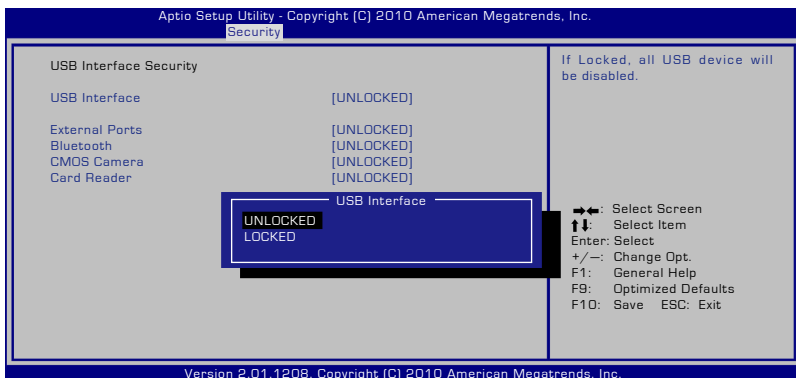 Aptio Setup Utility - Copyright (C) 2010 American Megatrends, Inc.
Security
USB Interface Security
USB Interface [UNLOCKED]
External Ports [UNLOCKED]
Bluetooth [UNLOCKED]
CMOS Camera [UNLOCKED]
Card Reader [UNLOCKED]
USB Interface
UNLOCKED
LOCKED
If Locked, all USB device will
be disabled.
→←: Select Screen
↑↓: Select Item
Enter: Select
+/—: Change Opt.
F1: General Help
F9: Optimized Defaults
F10: Save ESC: Exit
Version 2.01.1208. Copyright (C) 2010 American Megatrends, Inc.